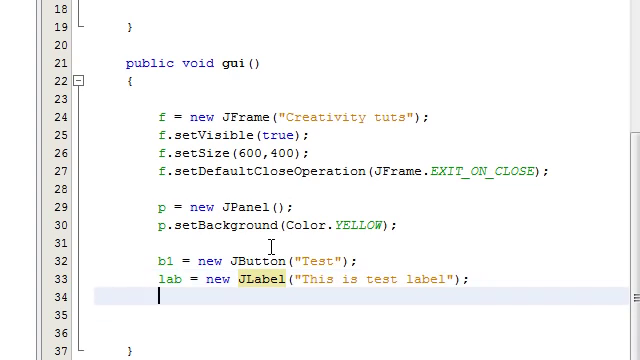 18
19 }
20
21 public void gui()
22 {
23
24 f = new JFrame("Creativity tuts");
25 f.setVisible(true);
26 f.setSize(600,400);
27 f.setDefaultCloseOperation(JFrame.EXIT_ON_CLOSE);
28
29 p = new JPanel();
30 p.setBackground(Color.YELLOW);
31
32 b1 = new JButton("Test");
33 lab = new JLabel("This is test label");
34
35
36
37 }